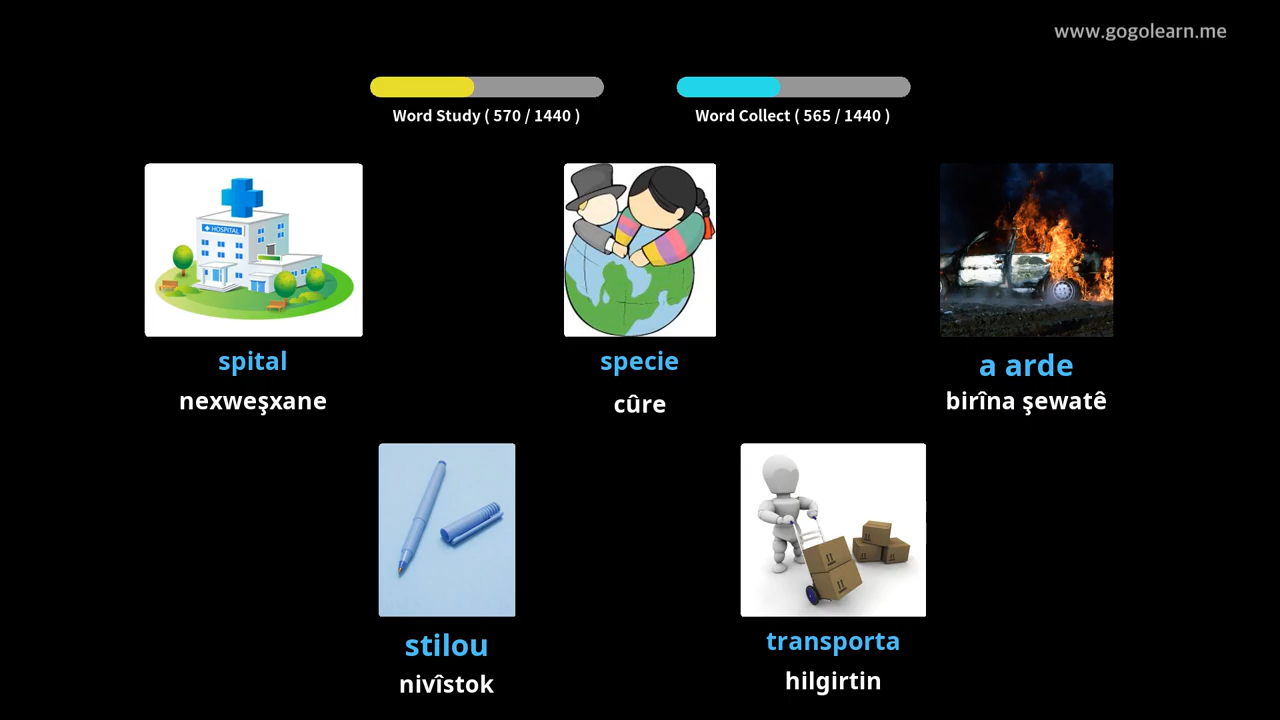 www.gogolearn.me
Word Study ( 570 / 1440 )
Word Collect ( 565 / 1440 )
HOSPITAL
spital
specie
a arde
nexweşxane
cûre
birîna şewatê
stilou
transporta
nivîstok
hilgirtin